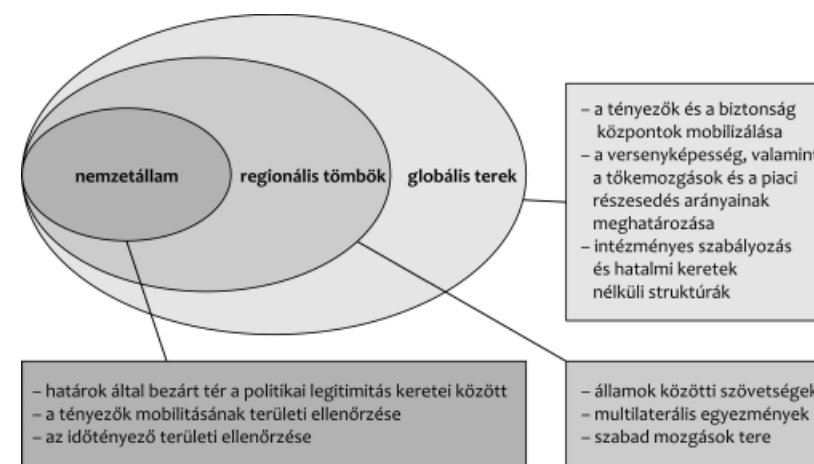 nemzetállam
regionális tömbök
globális terek
– a tényezők és a biztonság
központok mobilizálása
– a versenyképesség, valamint
a tőkemozgások és a piaci
részesedés arányainak
meghatározása
– intézményes szabályozás
és hatalmi keretek
nélküli struktúrák
– határok által bezárt tér a politikai legitimitás keretei között
– a tényezők mobilitásának területi ellenőrzése
– az időtényező területi ellenőrzése
– államok közötti szövetségek
– multilaterális egyezmények
– szabad mozgások tere